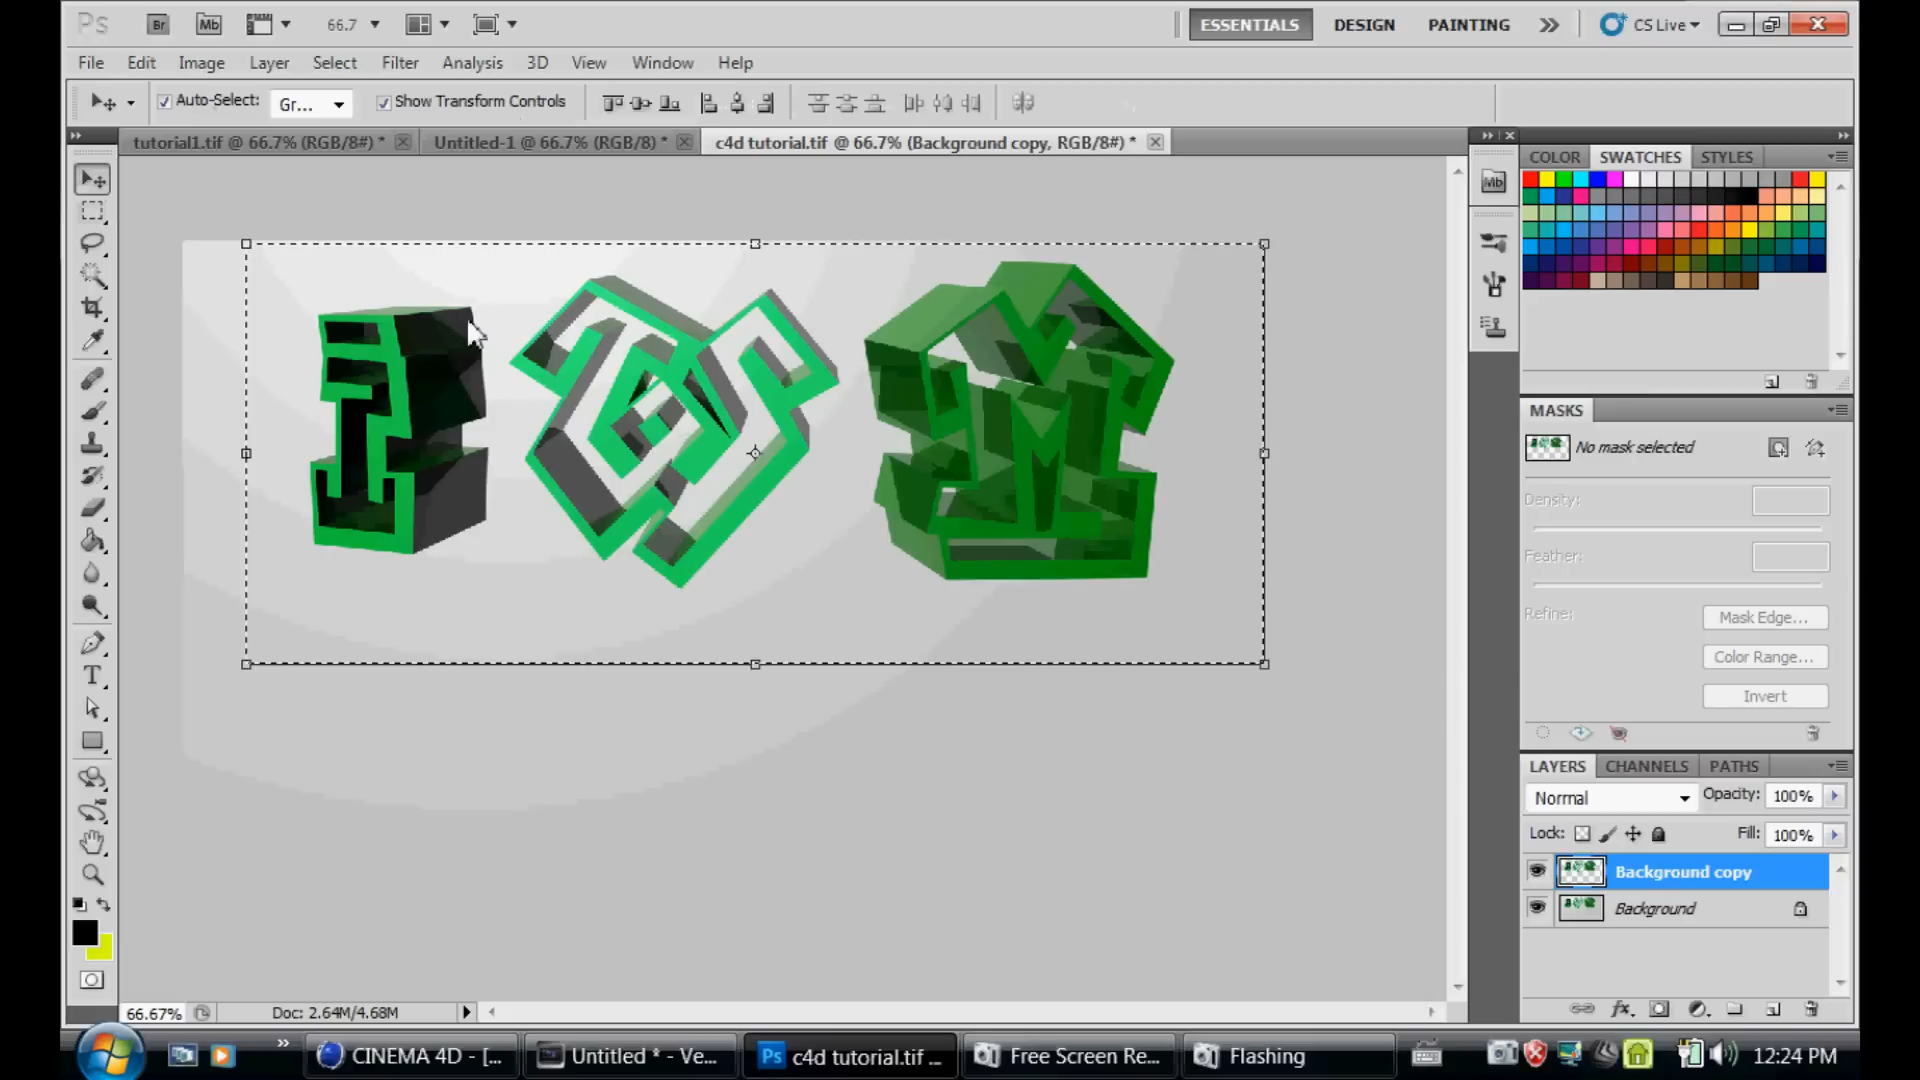 Ps Br Mb 66.7 ESSENTIALS DESIGN PAINTING CS Live
File Edit Image Layer Select Filter Analysis 3D View Window Help
Auto-Select: Gr... Show Transform Controls
tutorial1.tif @ 66.7% (RGB/8#) * Untitled-1 @ 66.7% (RGB/8) * c4d tutorial.tif @ 66.7% (Background copy, RGB/8#) *
COLOR SWATCHES STYLES
Mb
MASKS
No mask selected
Density:
Feather:
Refine: Mask Edge...
Color Range...
Invert
LAYERS CHANNELS PATHS
Normal Opacity: 100%
Lock: Fill: 100%
Background copy
Background
66.67% Doc: 2.64M/4.68M
CINEMA 4D - [... Untitled * - Ve... Ps c4d tutorial.tif ... Free Screen Re... Flashing 12:24 PM